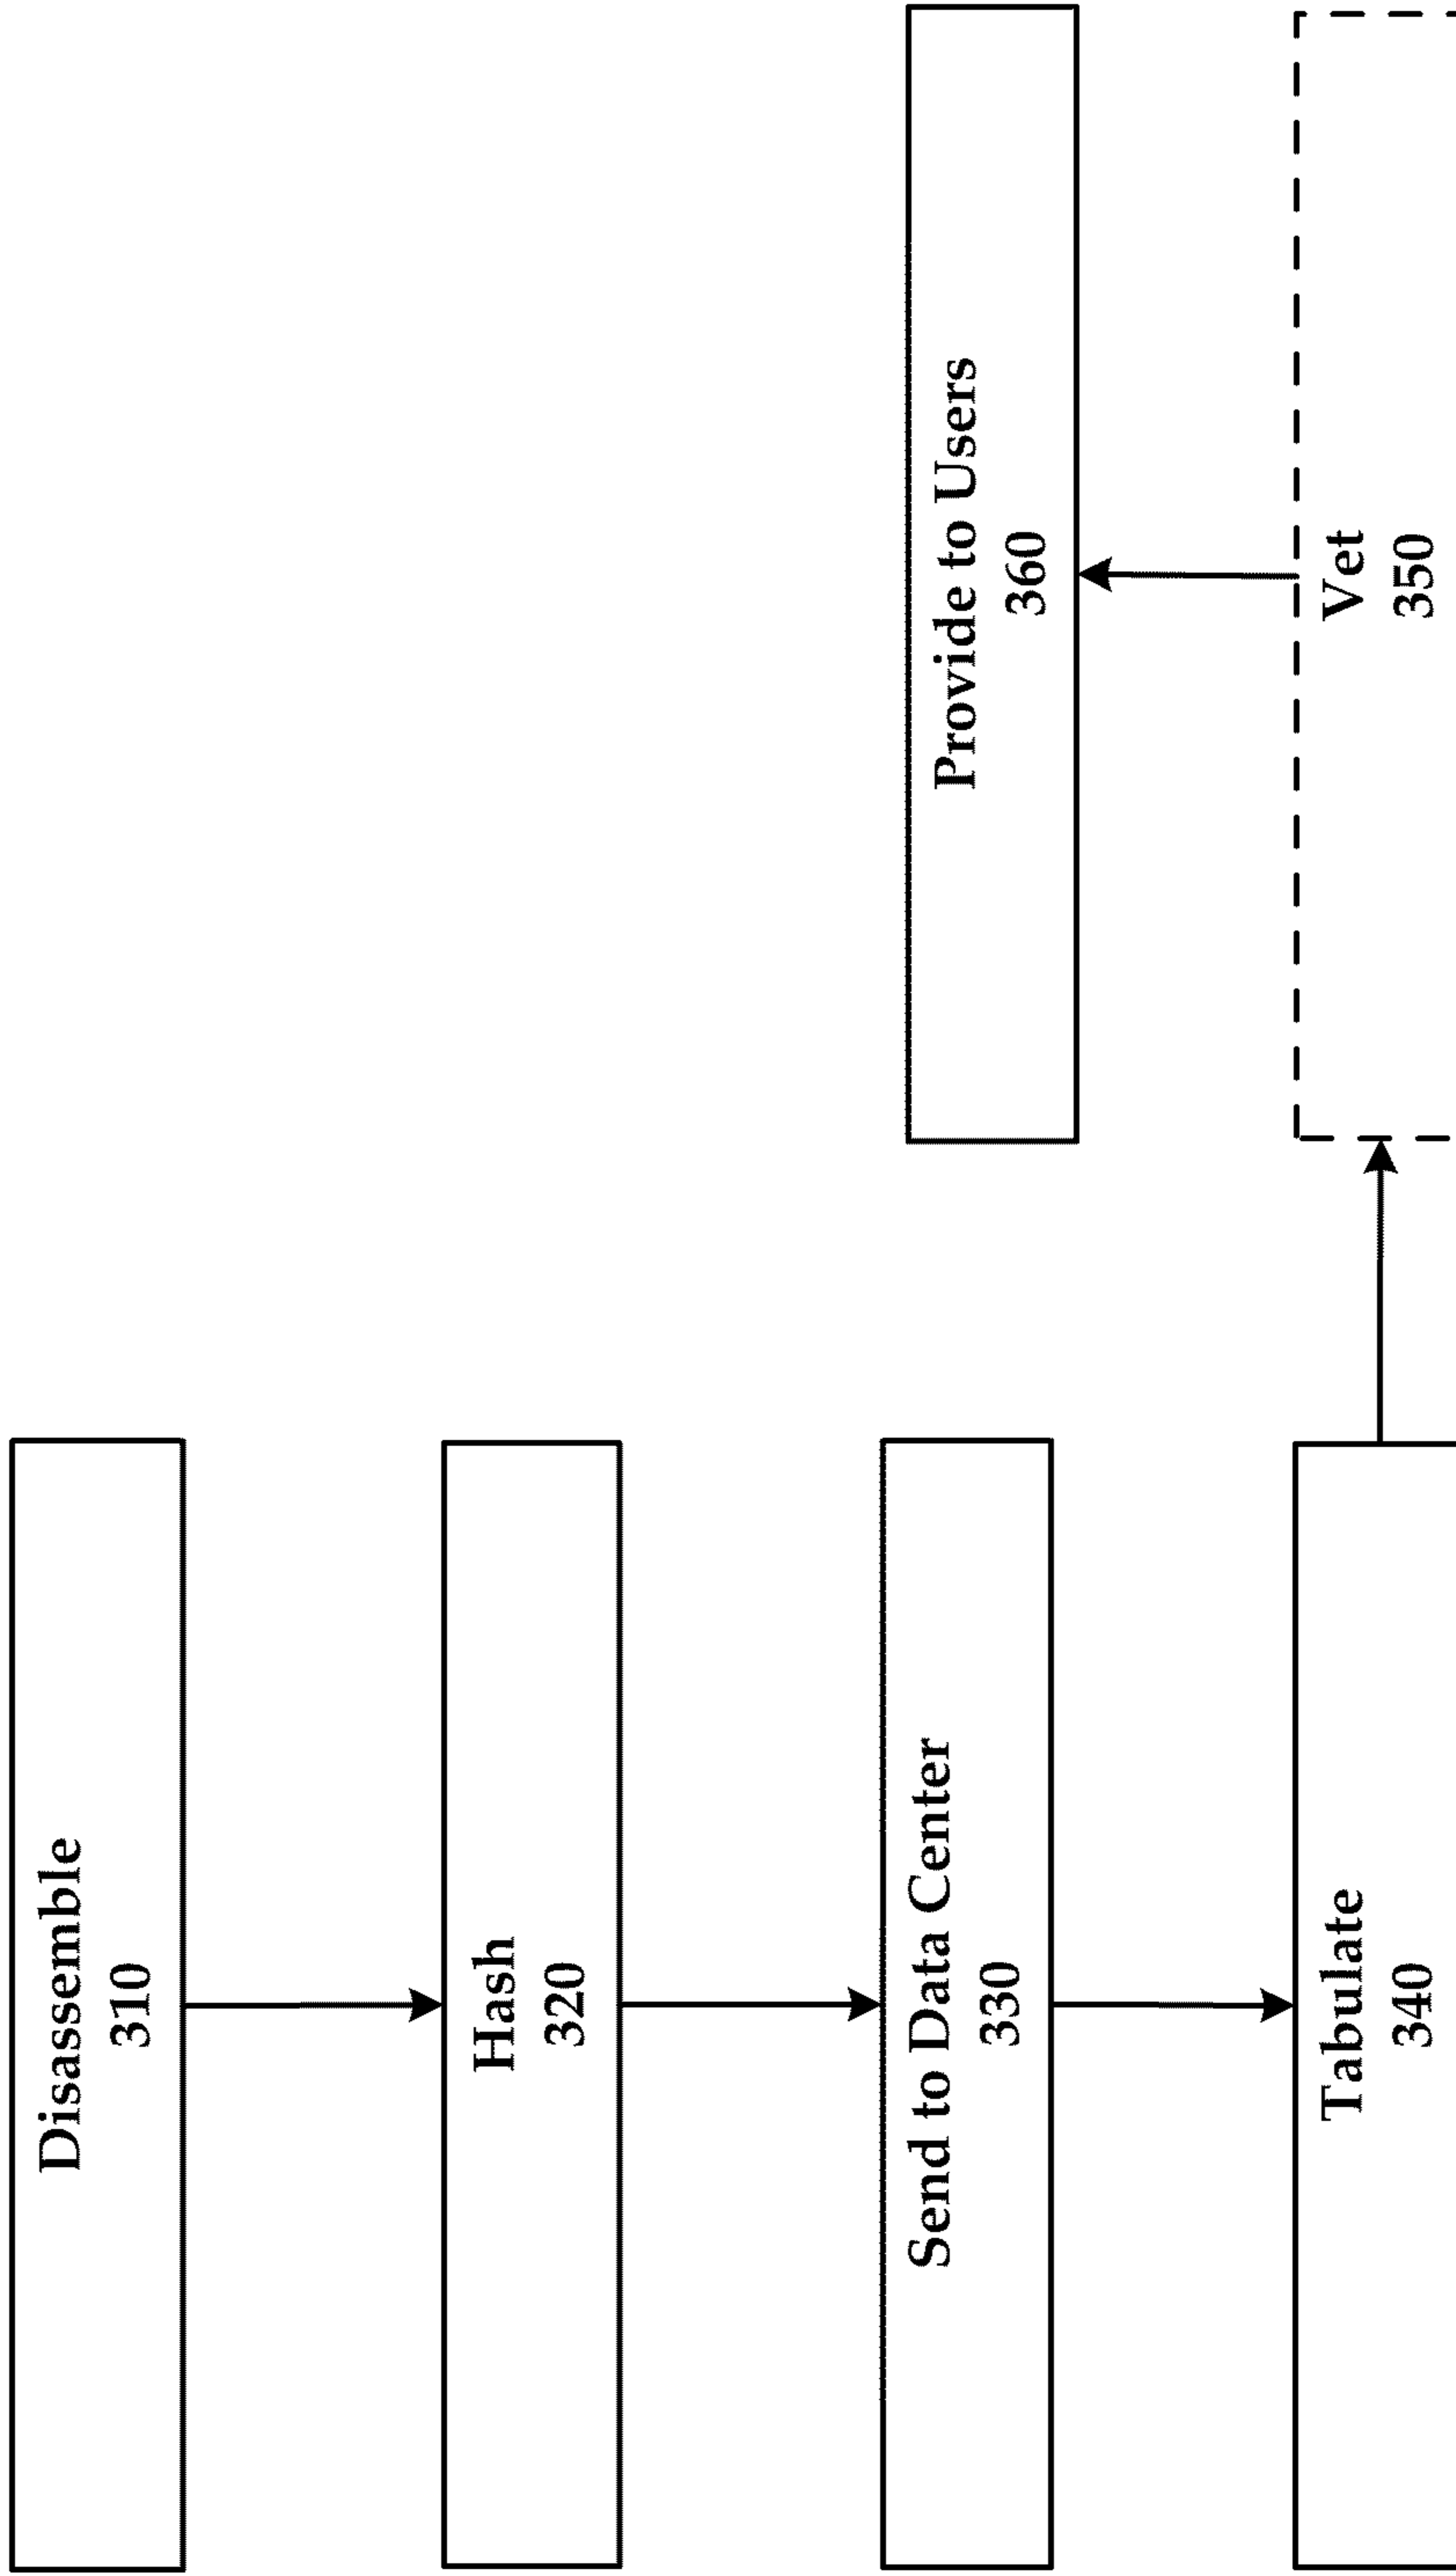 Disassemble
310
Hash
320
Send to Data Center
330
Tabulate
340
Vet
350
Provide to Users
360